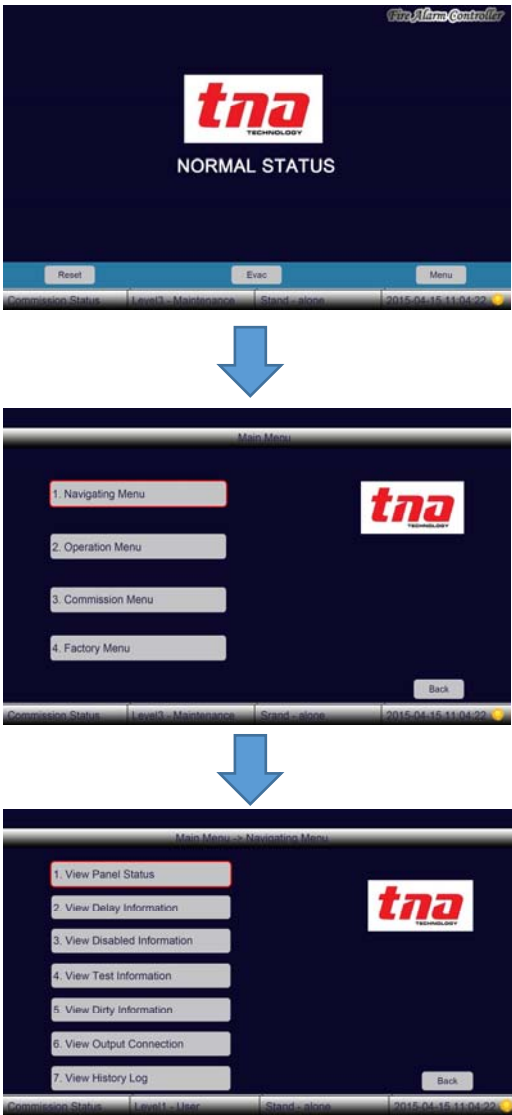 Fire Alarm Controller
tna
TECHNOLOGY
NORMAL STATUS
Reset Evac Menu
Commission Status Level3 - Maintenance Stand - alone 2015-04-15 11:04:22
Main Menu
1. Navigating Menu
tna
TECHNOLOGY
2. Operation Menu
3. Commission Menu
4. Factory Menu
Back
Commission Status Level3 - Maintenance Srand - alone 2015-04-15 11:04:22
Main Menu -> Navigating Menu
1. View Panel Status
2. View Delay Information
tna
TECHNOLOGY
3. View Disabled Information
4. View Test Information
5. View Dirty Information
6. View Output Connection
7. View History Log
Back
Commission Status Level1 - User Stand - alone 2015-04-15 11:04:22